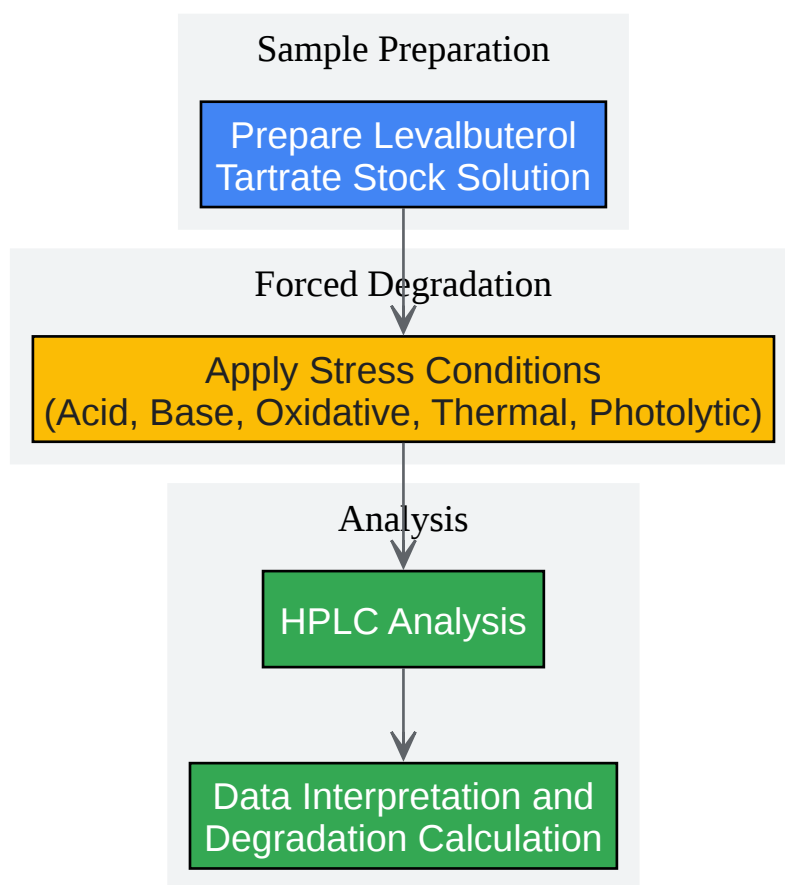 Sample Preparation
Prepare Levalbuterol
Tartrate Stock Solution
Forced Degradation
Apply Stress Conditions
(Acid, Base, Oxidative, Thermal, Photolytic)
Analysis
HPLC Analysis
Data Interpretation and
Degradation Calculation